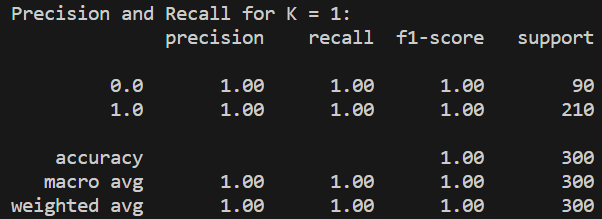 Precision and Recall for K = 1:
precision recall f1-score support
0.0 1.00 1.00 1.00 90
1.0 1.00 1.00 1.00 210
accuracy 1.00 300
macro avg 1.00 1.00 1.00 300
weighted avg 1.00 1.00 1.00 300